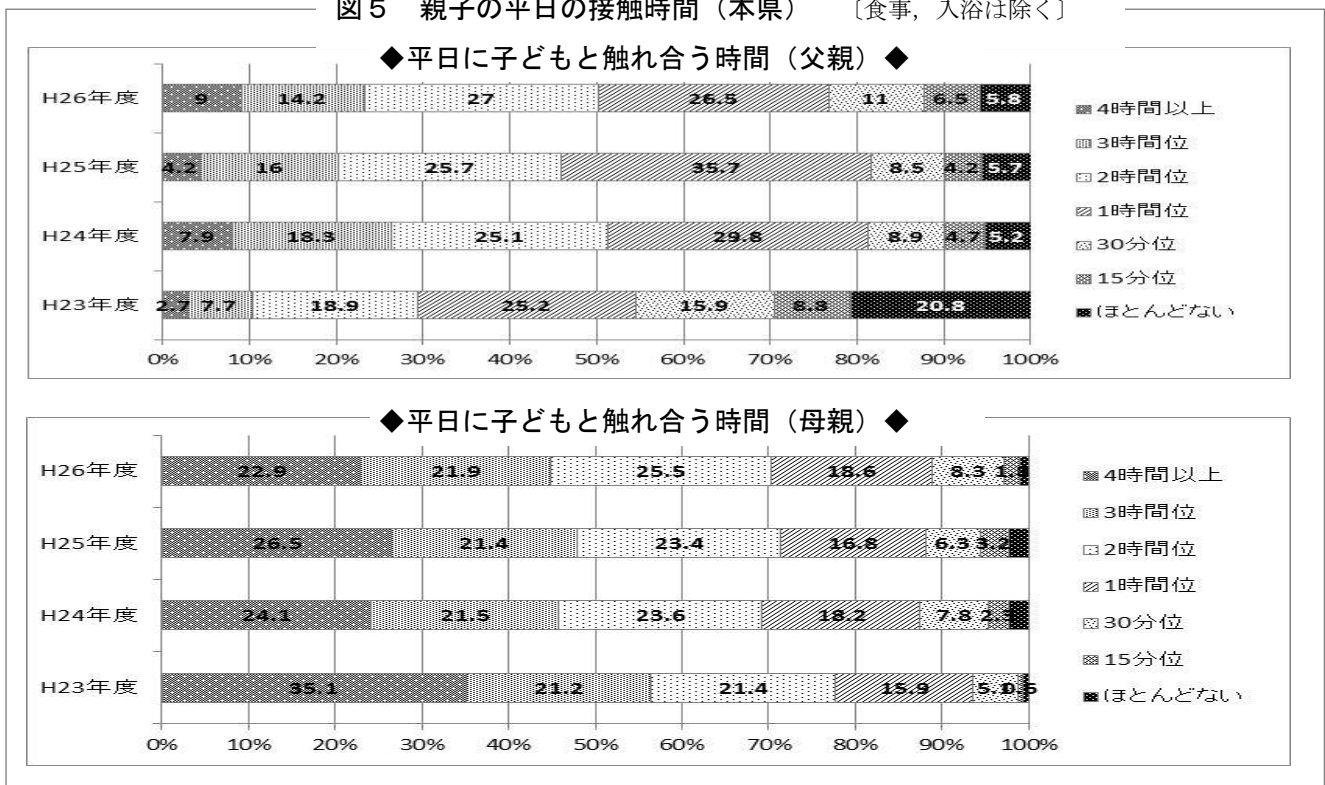 図５　親子の平日の接触時間（本県）　〔食事，入浴は除く〕
◆平日に子どもと触れ合う時間（父親）◆
H26年度 9 14.2 27 26.5 11 6.5 5.8
H25年度 4.2 16 25.7 35.7 8.5 4.2 5.7
H24年度 7.9 18.3 25.1 29.8 8.9 4.7 5.2
H23年度 2.7 7.7 18.9 25.2 15.9 8.8 20.8
0% 10% 20% 30% 40% 50% 60% 70% 80% 90% 100%
4時間以上
3時間位
2時間位
1時間位
30分位
15分位
ほとんどない
◆平日に子どもと触れ合う時間（母親）◆
H26年度 22.9 21.9 25.5 18.6 8.3
H25年度 26.5 21.4 23.4 16.8 6.3 3.2
H24年度 24.1 21.5 23.6 18.2 7.8 2.3
H23年度 35.1 21.2 21.4 15.9 5.1
0% 10% 20% 30% 40% 50% 60% 70% 80% 90% 100%
4時間以上
3時間位
2時間位
1時間位
30分位
15分位
ほとんどない